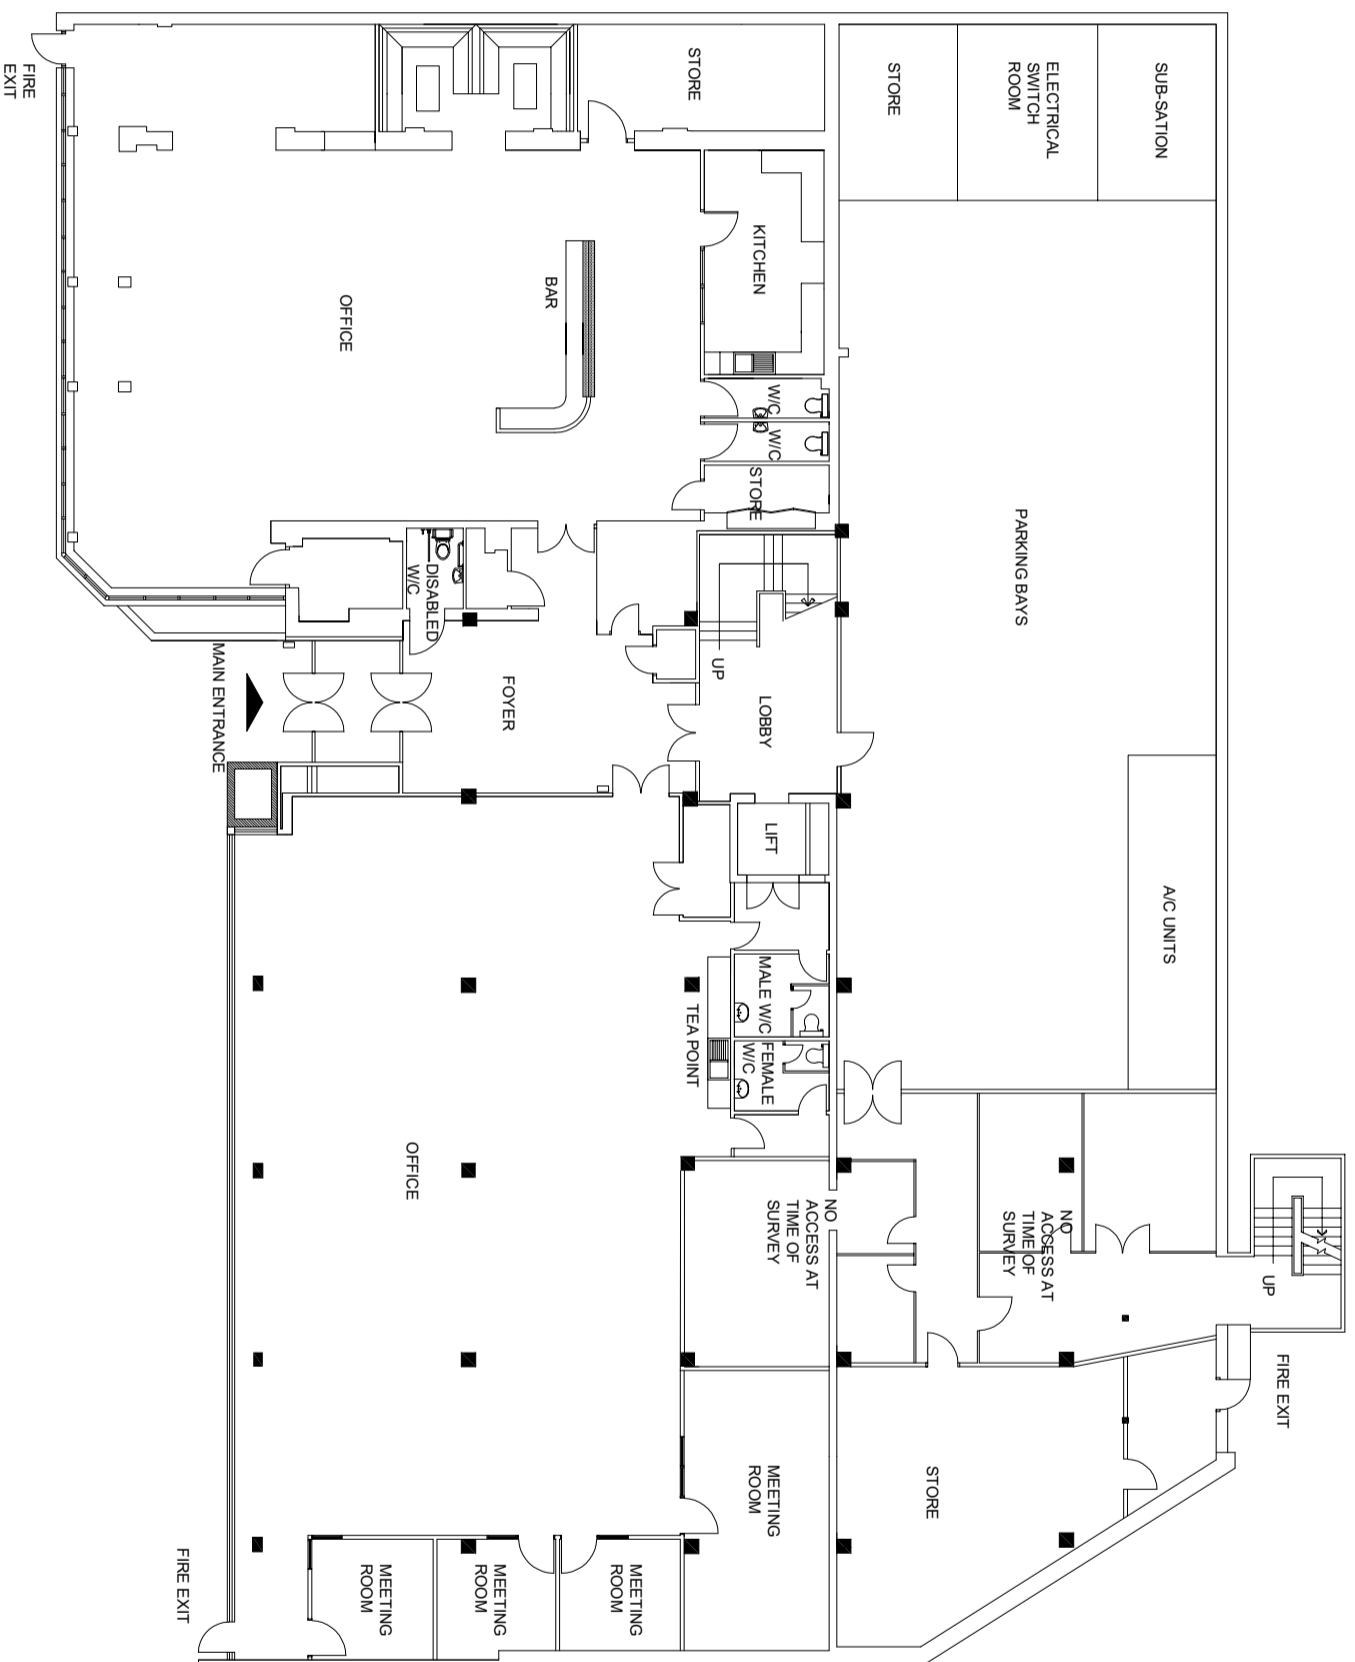 SUB-SATION
ELECTRICAL
SWITCH
ROOM
STORE
STORE
FIRE
EXIT
KITCHEN
BAR
OFFICE
W/C
W/C
STORE
PARKING BAYS
DISABLED
W/C
UP
LOBBY
FOYER
MAIN ENTRANCE
LIFT
A/C UNITS
MALE W/C
FEMALE
W/C
TEA POINT
OFFICE
NO
ACCESS AT
TIME OF
SURVEY
NO
ACCESS AT
TIME OF
SURVEY
UP
FIRE EXIT
STORE
MEETING
ROOM
MEETING
ROOM
MEETING
ROOM
MEETING
ROOM
FIRE EXIT